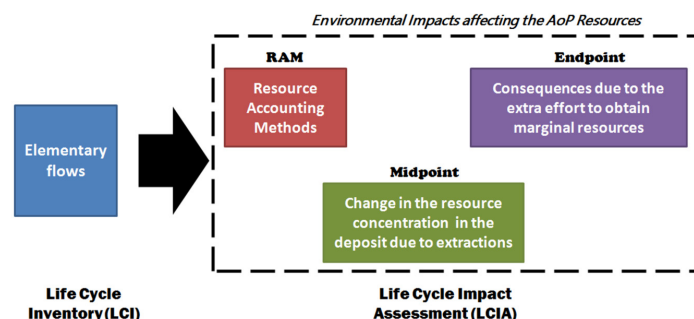 Environmental Impacts affecting the AoP Resources
RAM
Resource
Accounting
Methods
Endpoint
Consequences due to the
extra effort to obtain
marginal resources
Elementary
flows
Midpoint
Change in the resource
concentration in the
deposit due to extractions
Life Cycle
Inventory (LCI)
Life Cycle Impact
Assessment (LCIA)